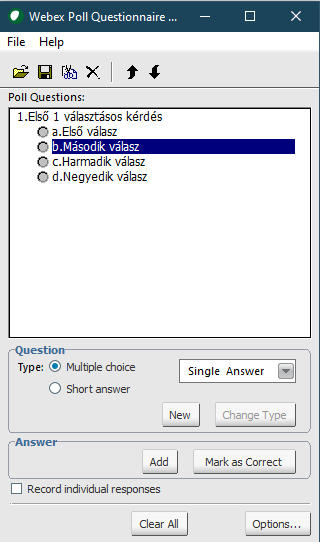 Webex Poll Questionnaire ...
File Help
Poll Questions:
1.Első 1 választásos kérdés
a.Első válasz
b.Második válasz
c.Harmadik válasz
d.Negyedik válasz
Question
Type: Multiple choice Single Answer
Short answer
New Change Type
Answer
Add Mark as Correct
Record individual responses
Clear All Options...